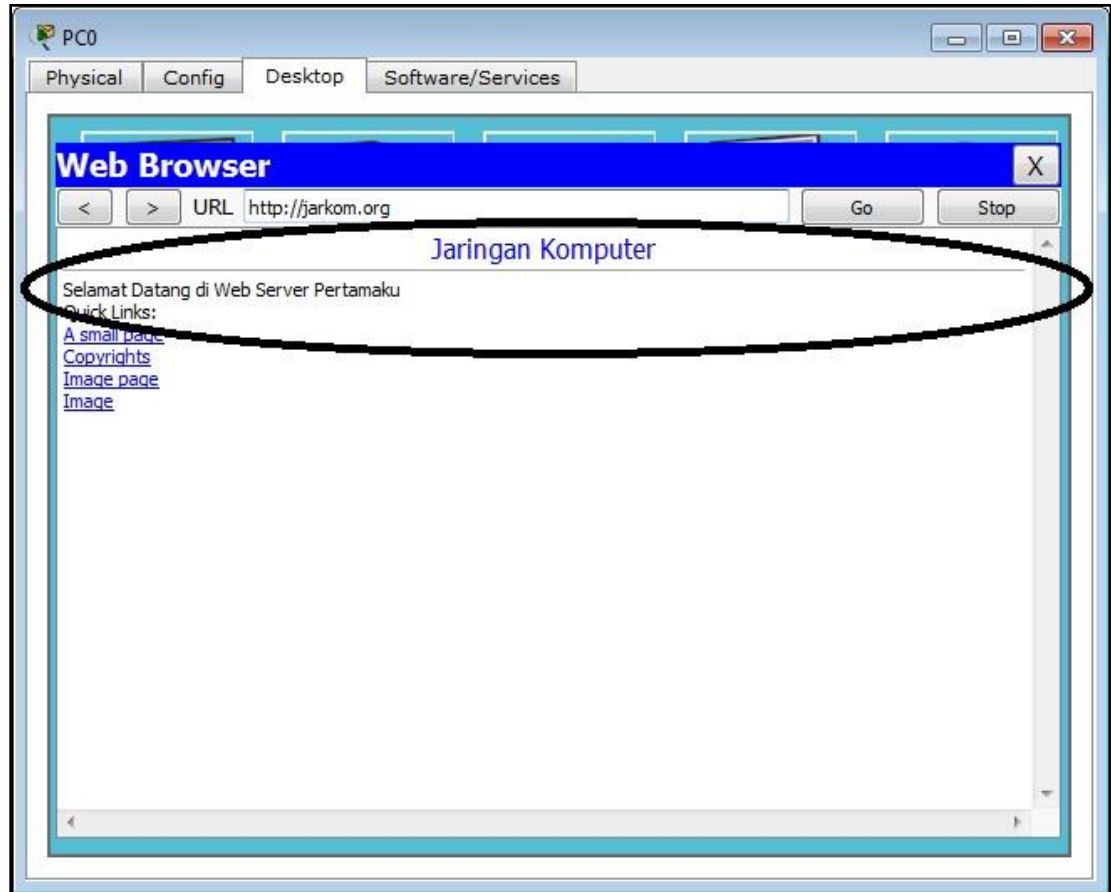 PC0
Physical Config Desktop Software/Services
Web Browser X
< > URL http://jarkom.org Go Stop
Jaringan Komputer
Selamat Datang di Web Server Pertamaku
Quick Links:
A small page
Copyrights
Image page
Image